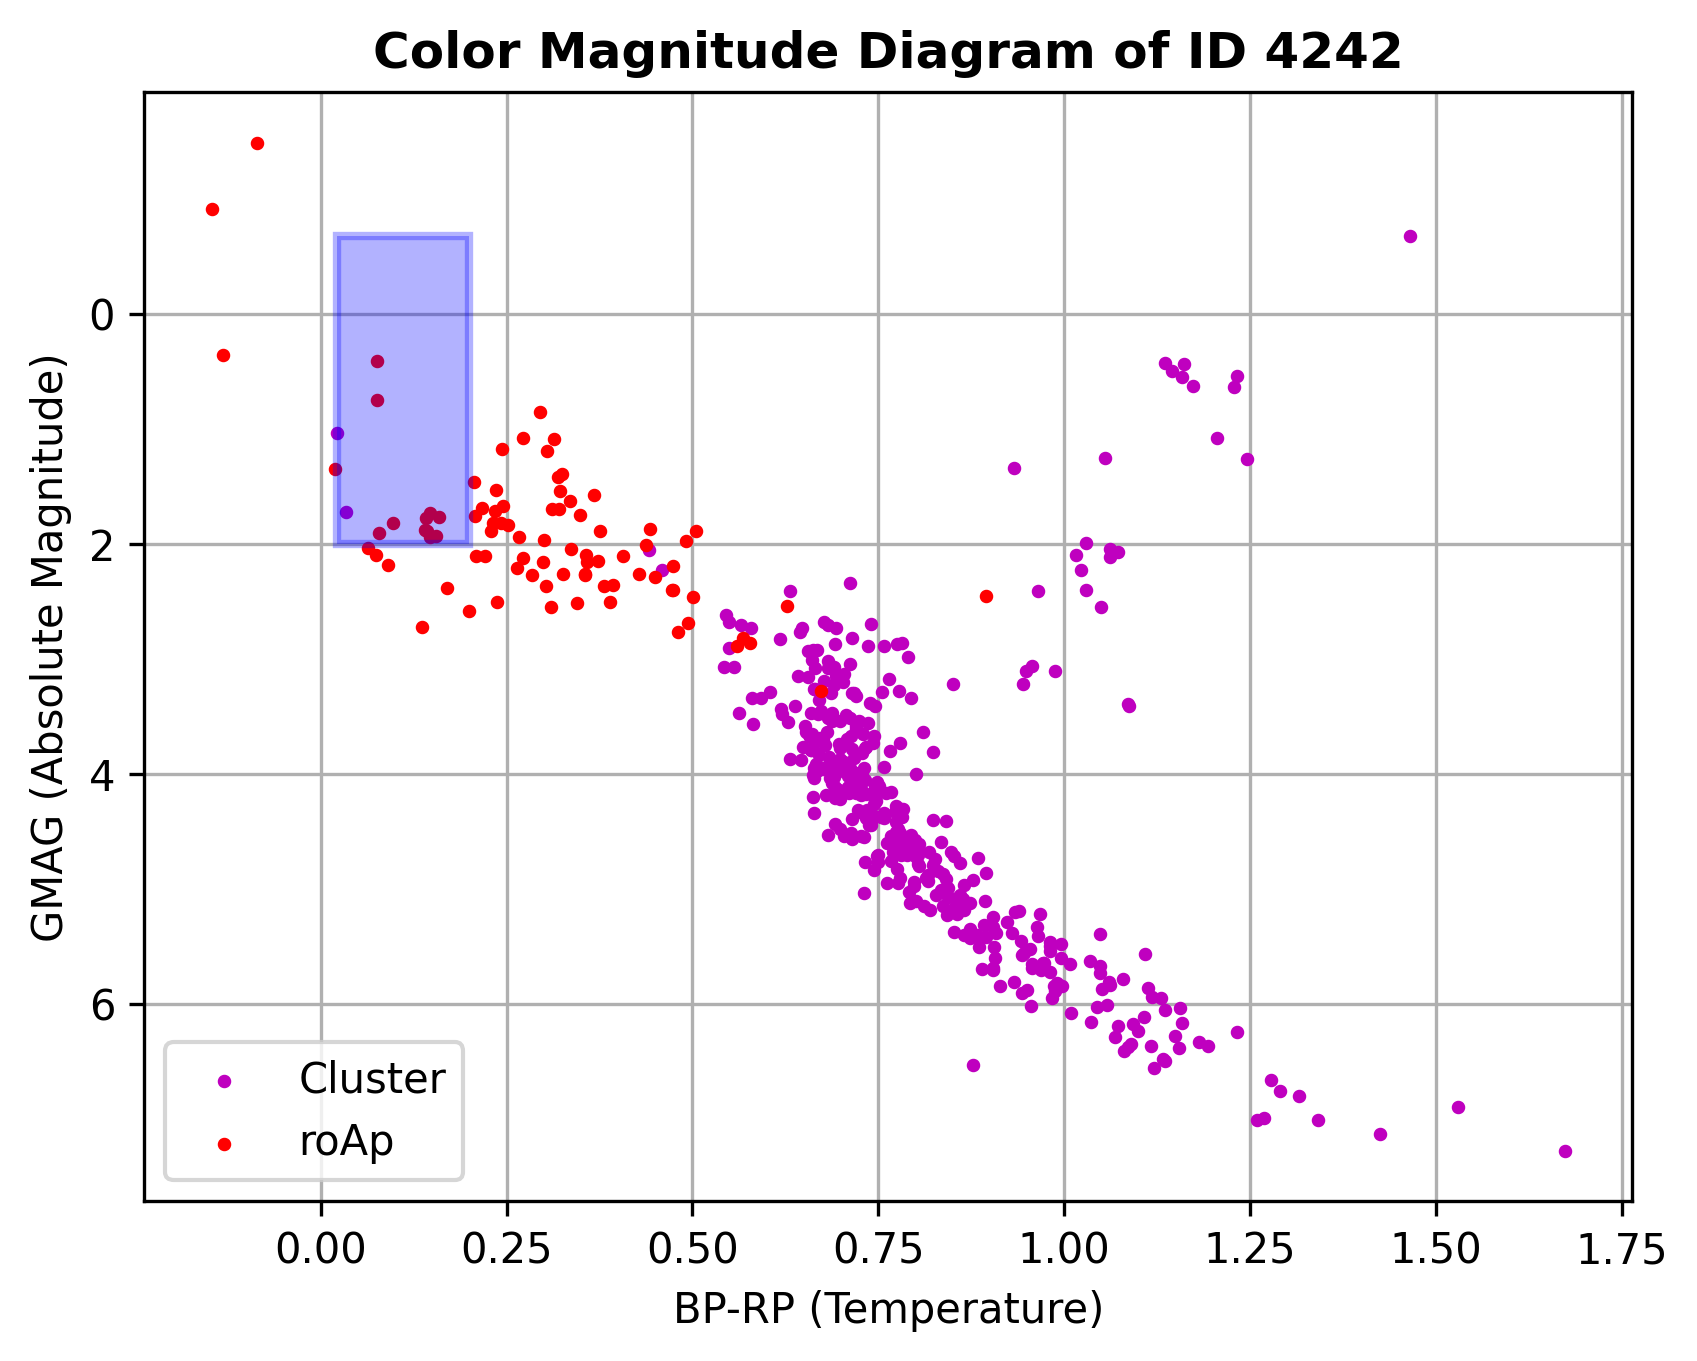 Color Magnitude Diagram of ID 4242
GMAG (Absolute Magnitude)
0
2
4
6
Cluster
roAp
0.00 0.25 0.50 0.75 1.00 1.25 1.50 1.75
BP-RP (Temperature)